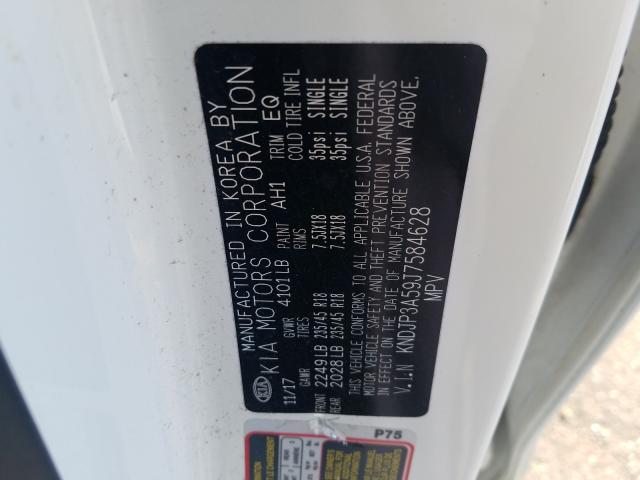 MANUFACTURED IN KOREA BY
KIA KIA MOTORS CORPORATION
11/17 GVWR 4101LB PAINT AH1 TRIM EQ
GAWR TIRES RIMS COLD TIRE INFL
FRONT 2249LB 235/45 R18 7.5JX18 35psi SINGLE
REAR 2028LB 235/45 R18 7.5JX18 35psi SINGLE
THIS VEHICLE CONFORMS TO ALL APPLICABLE U.S.A. FEDERAL
MOTOR VEHICLE SAFETY AND THEFT PREVENTION STANDARDS
IN EFFECT ON THE DATE OF MANUFACTURE SHOWN ABOVE.
V.I.N KNDJP3A59J7584628
MPV
P75